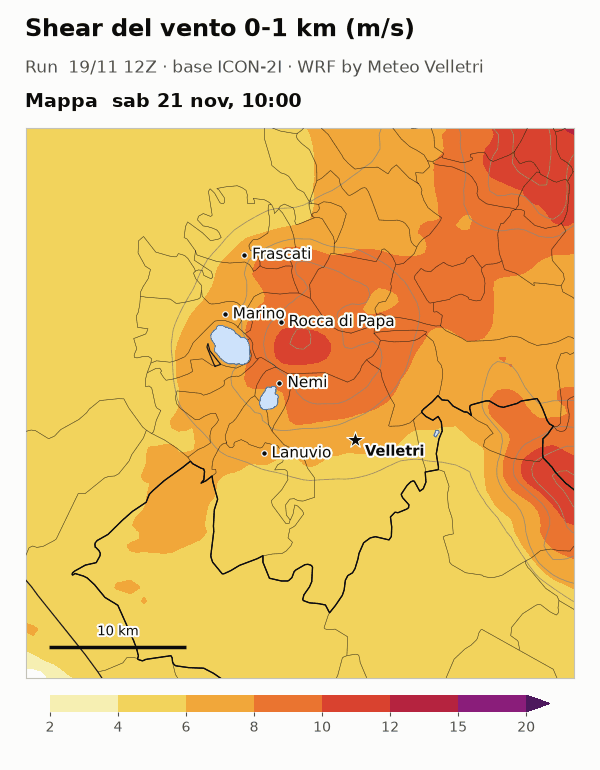 Shear del vento 0-1 km (m/s)
Run  19/11 12Z · base ICON-2I · WRF by Meteo Velletri
Mappa  sab 21 nov, 10:00
Frascati
Marino
Rocca di Papa
Nemi
Velletri
Lanuvio
10 km
2 4 6 8 10 12 15 20